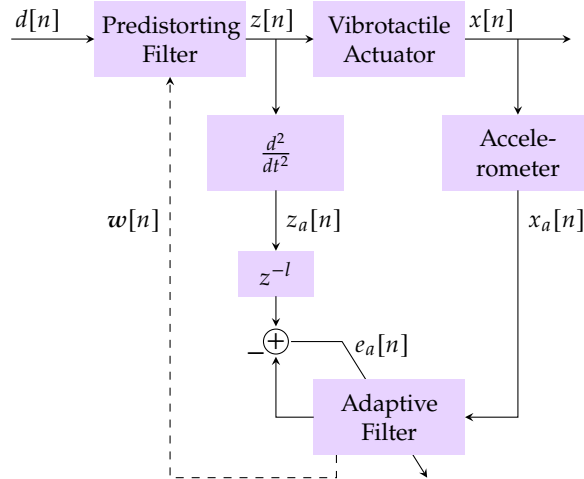 d[n]
Predistorting
Filter
z[n]
Vibrotactile
Actuator
x[n]
d²
dt²
Accele-
rometer
w[n]
z_a[n]
x_a[n]
z^{-l}
+
−
e_a[n]
Adaptive
Filter